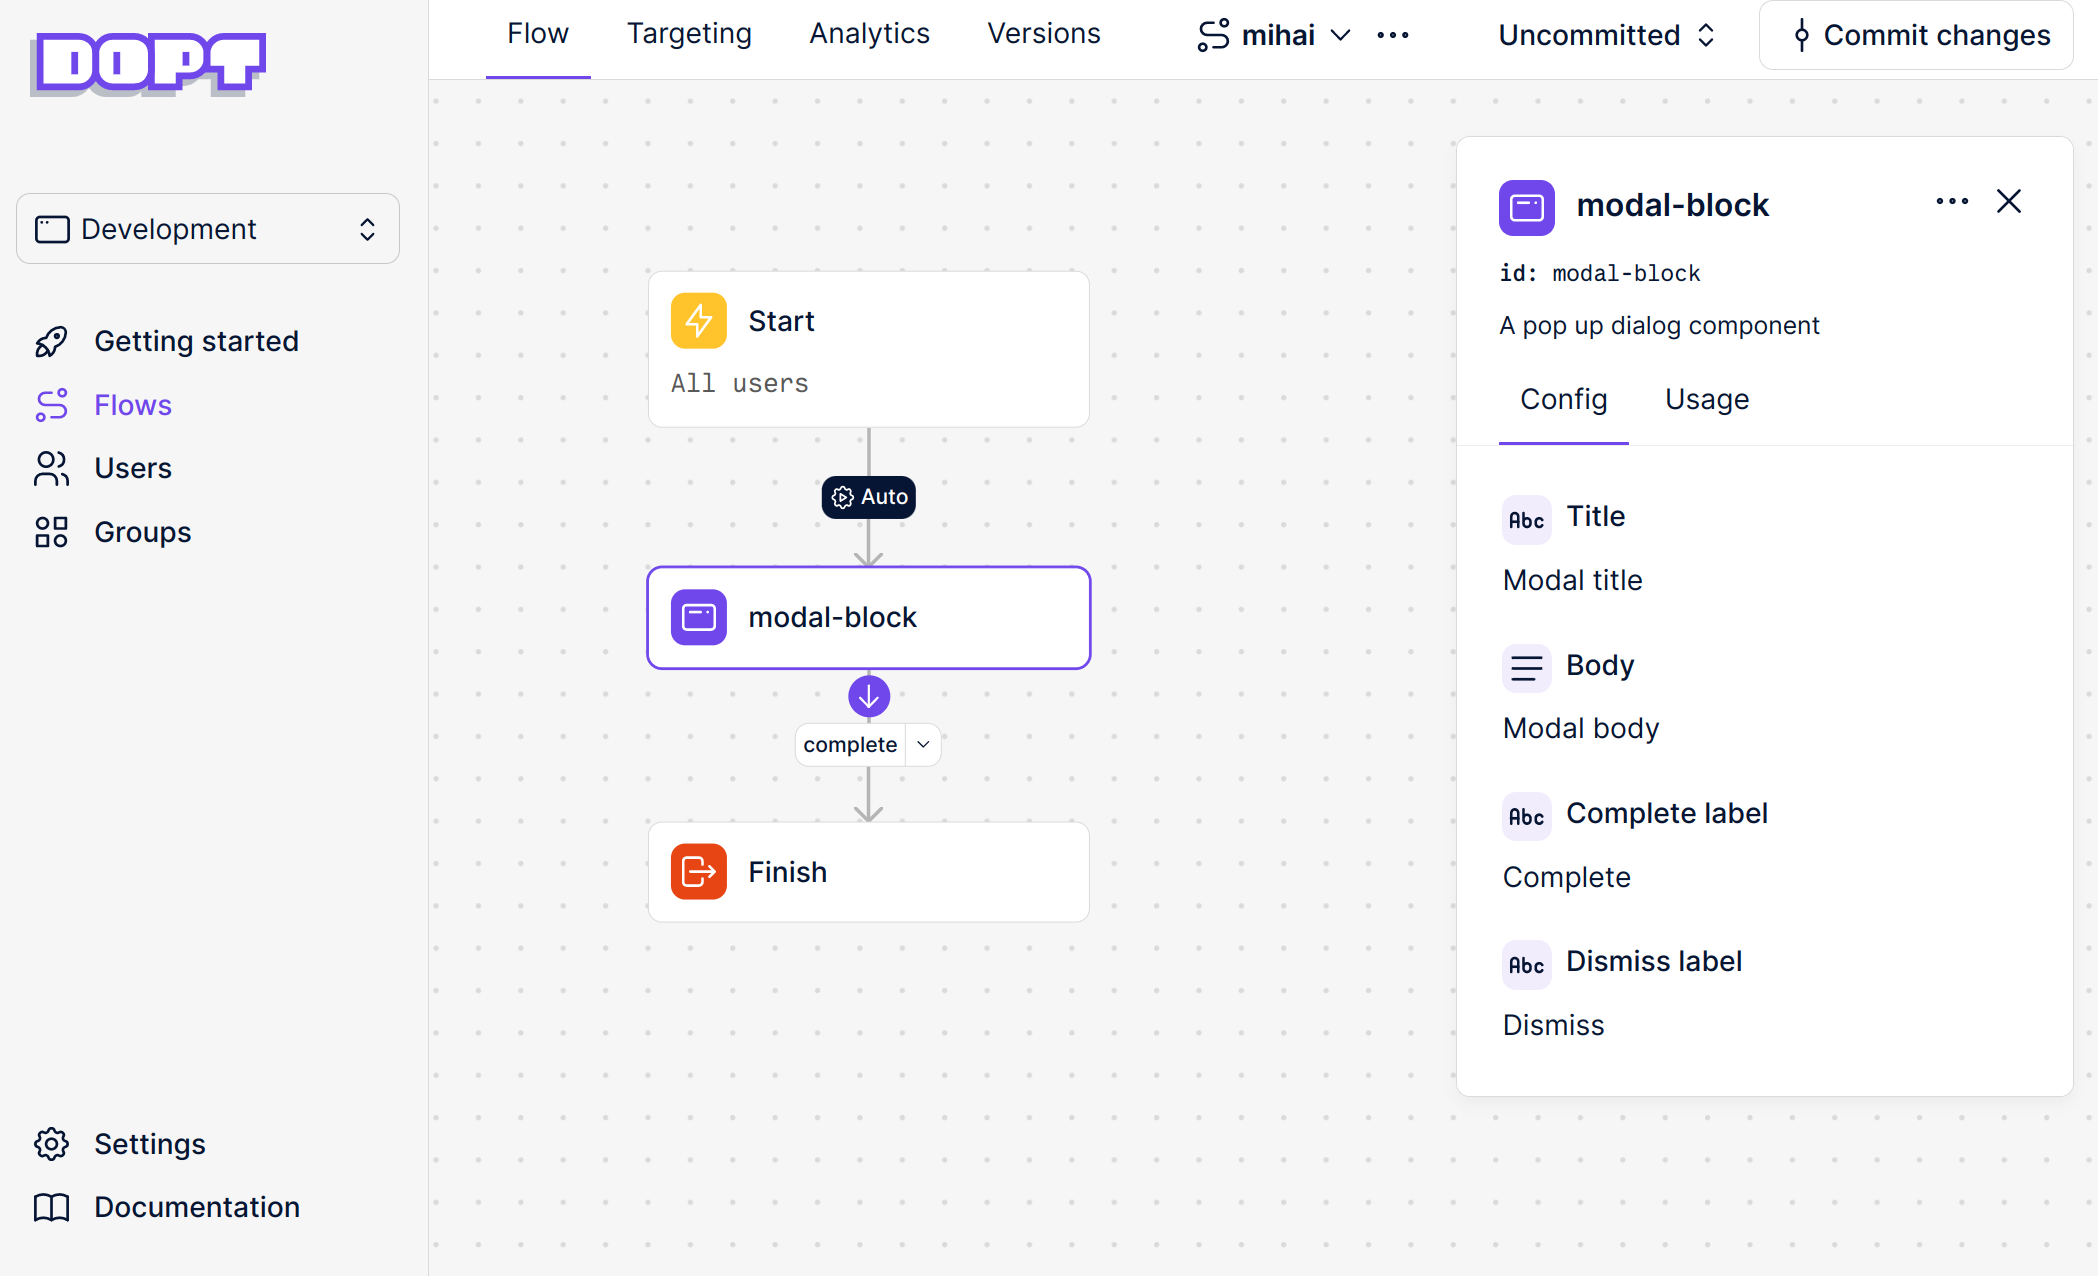 DOPT
Development
Getting started
Flows
Users
Groups
Settings
Documentation
Flow Targeting Analytics Versions mihai Uncommitted Commit changes
Start
All users
Auto
modal-block
complete
Finish
modal-block
id: modal-block
A pop up dialog component
Config Usage
Abc Title
Modal title
Body
Modal body
Abc Complete label
Complete
Abc Dismiss label
Dismiss